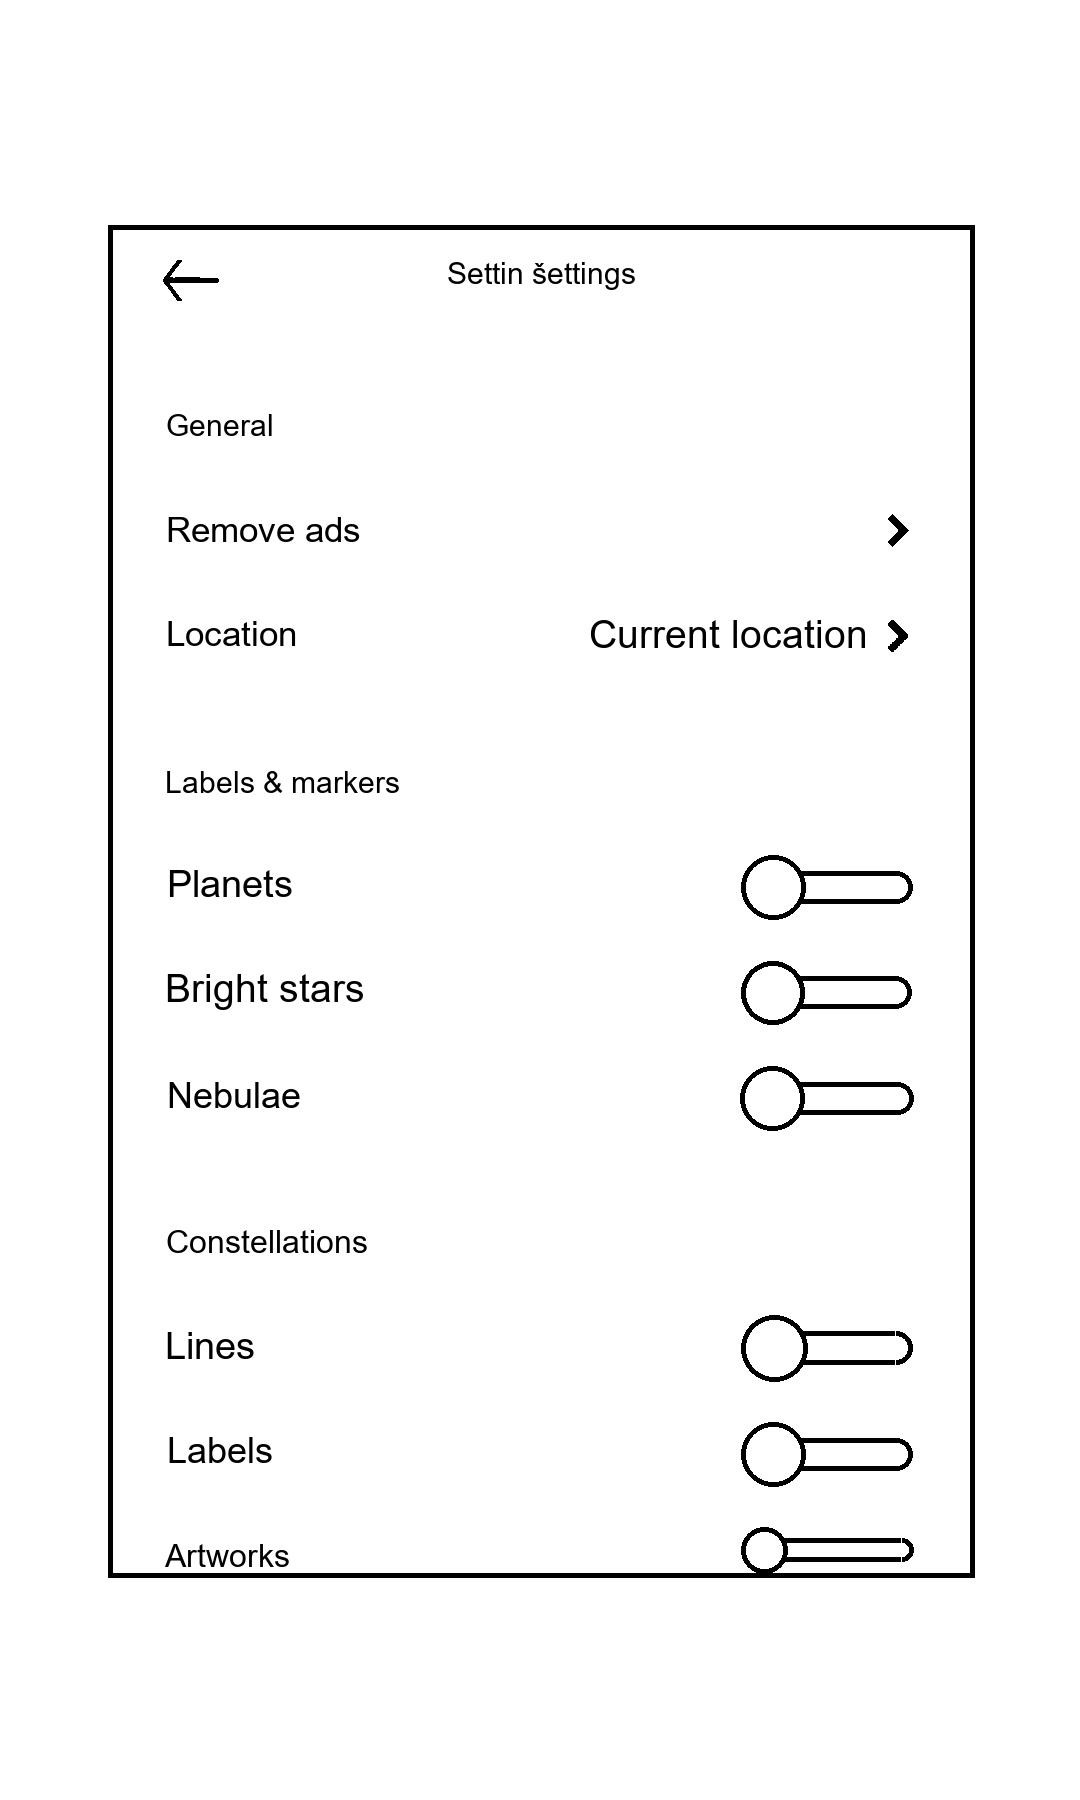 Settin šettings
General
Remove ads
Location Current location
Labels & markers
Planets
Bright stars
Nebulae
Constellations
Lines
Labels
Artworks